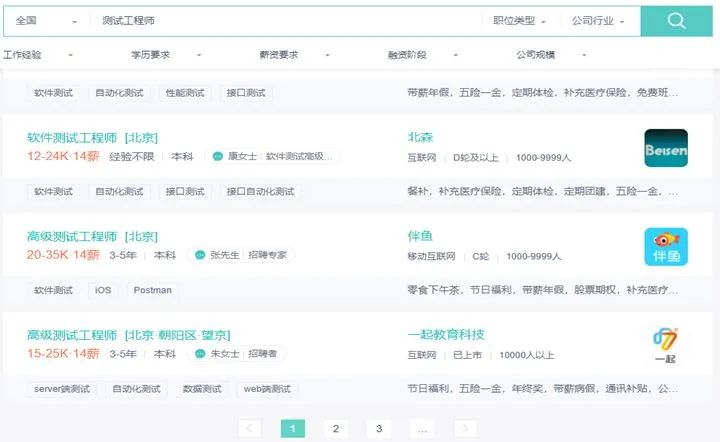 全国 测试工程师 职位类型 公司行业
工作经验 学历要求 薪资要求 融资阶段 公司规模
软件测试 自动化测试 性能测试 接口测试 带薪年假，五险一金，定期体检，补充医疗保险，免费班...
软件测试工程师 [北京] 北森
12-24K·14薪 经验不限 本科 康女士 软件测试高级... 互联网 D轮及以上 1000-9999人
Beisen
软件测试 自动化测试 接口测试 接口自动化测试 餐补，补充医疗保险，定期体检，定期团建，五险一金，...
高级测试工程师 [北京] 伴鱼
20-35K·14薪 3-5年 本科 张先生 招聘专家 移动互联网 C轮 1000-9999人
伴鱼
软件测试 iOS Postman 零食下午茶，节日福利，带薪年假，股票期权，补充医疗...
高级测试工程师 [北京·朝阳区·望京] 一起教育科技
15-25K·14薪 3-5年 本科 朱女士 招聘者 互联网 已上市 10000人以上
一起
server端测试 自动化测试 数据测试 web端测试 节日福利，五险一金，年终奖，带薪病假，通讯补贴，公...
< 1 2 3 ... >